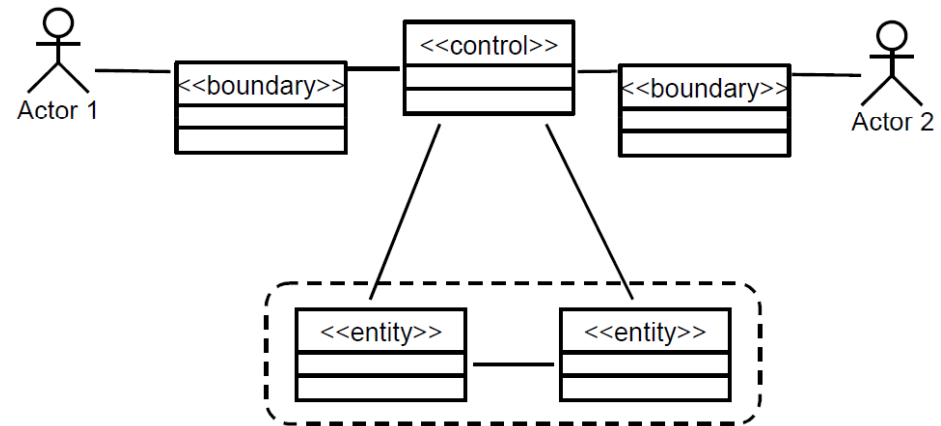 <<control>>
<<boundary>>
<<boundary>>
Actor 1
Actor 2
<<entity>>
<<entity>>